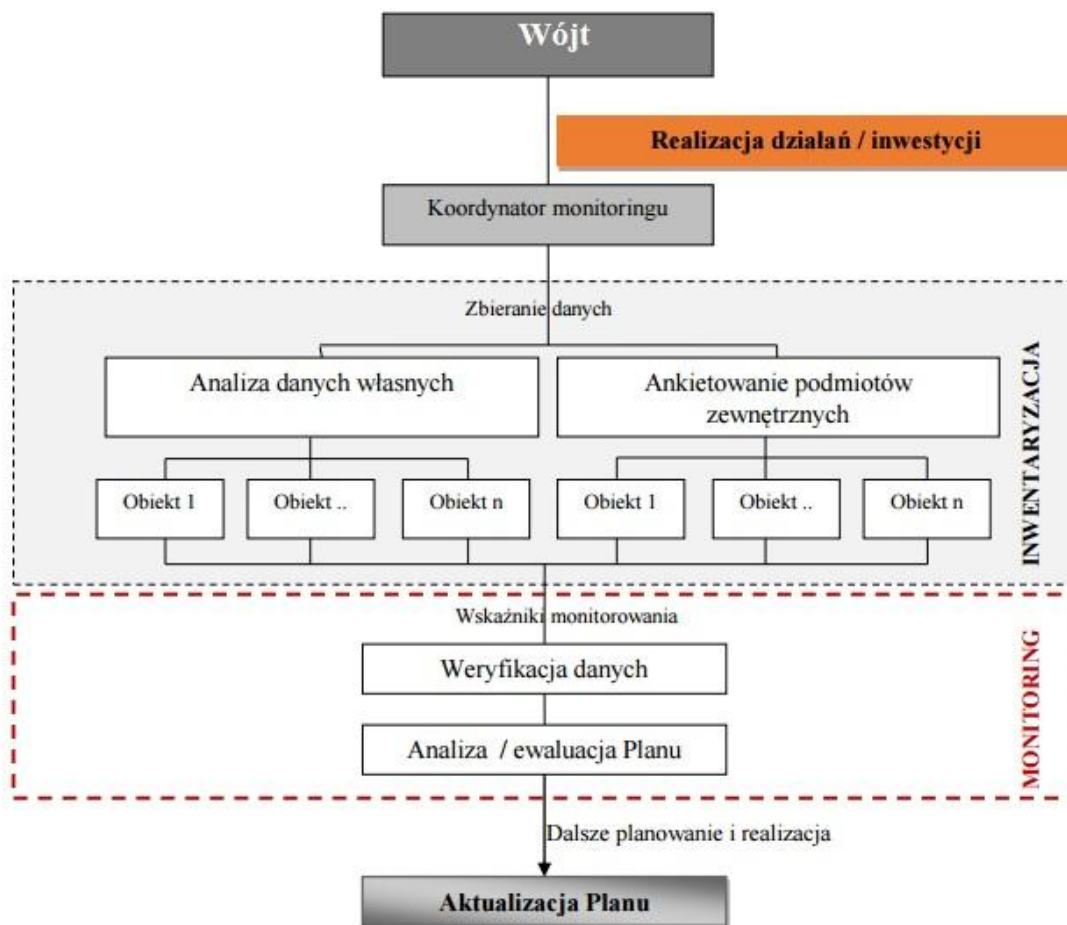 Wójt
Realizacja działań / inwestycji
Koordynator monitoringu
Zbieranie danych
Analiza danych własnych
Ankietowanie podmiotów
zewnętrznych
Obiekt 1
Obiekt ..
Obiekt n
Obiekt 1
Obiekt ..
Obiekt n
INWENTARYZACJA
Wskaźniki monitorowania
Weryfikacja danych
Analiza / ewaluacja Planu
MONITORING
Dalsze planowanie i realizacja
Aktualizacja Planu